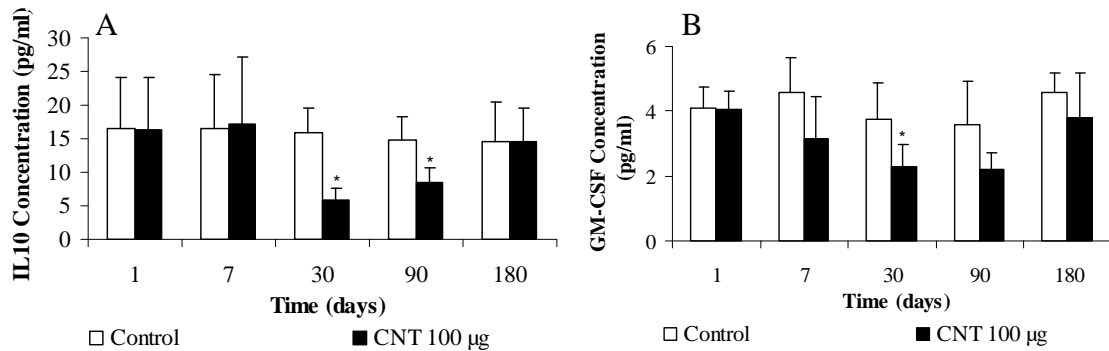 A
IL10 Concentration (pg/ml)
30
25
20
15
10
5
0
*
*
1 7 30 90 180
Time (days)
Control CNT 100 µg
B
GM-CSF Concentration
(pg/ml)
6
4
2
0
*
1 7 30 90 180
Time (days)
Control CNT 100 µg